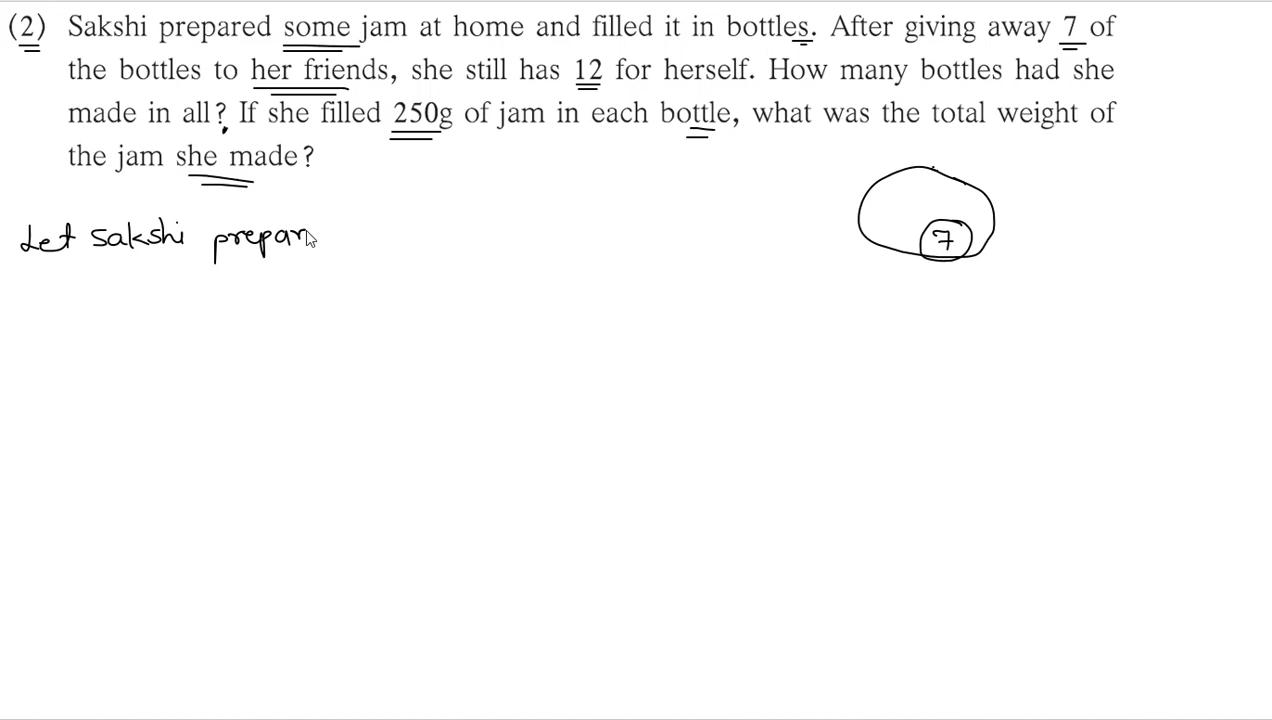 (2) Sakshi prepared some jam at home and filled it in bottles. After giving away 7 of
the bottles to her friends, she still has 12 for herself. How many bottles had she
made in all? If she filled 250g of jam in each bottle, what was the total weight of
the jam she made?
7
Let sakshi prepar